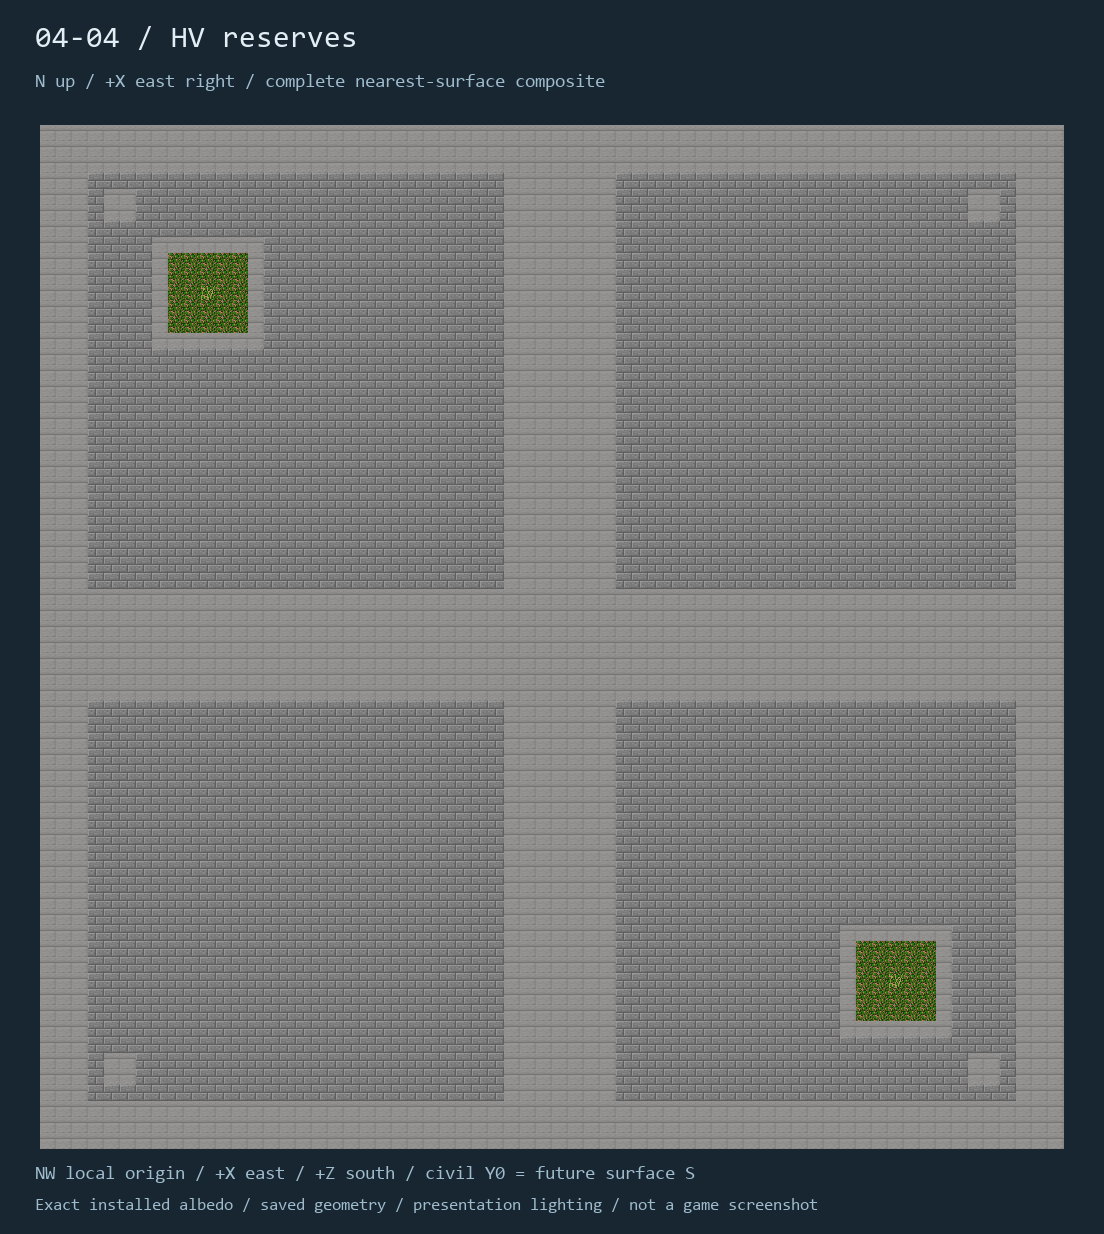 04-04 / HV reserves
N up / +X east right / complete nearest-surface composite
NW local origin / +X east / +Z south / civil Y0 = future surface S
Exact installed albedo / saved geometry / presentation lighting / not a game screenshot